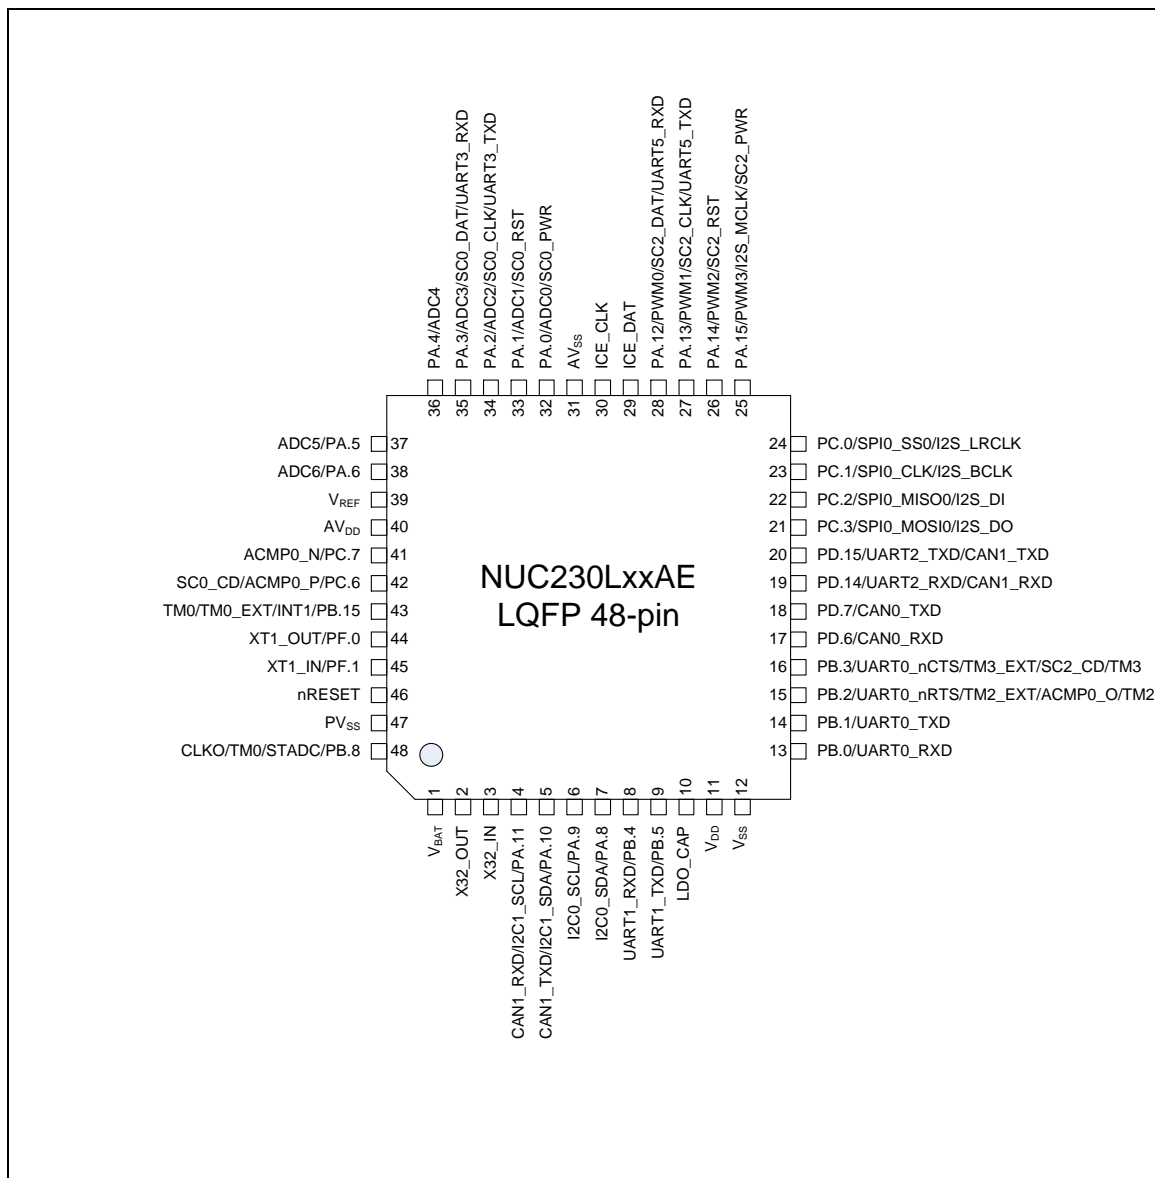 PA.4/ADC4
PA.3/ADC3/SC0_DAT/UART3_RXD
PA.2/ADC2/SC0_CLK/UART3_TXD
PA.1/ADC1/SC0_RST
PA.0/ADC0/SC0_PWR
AVSS
ICE_CLK
ICE_DAT
PA.12/PWM0/SC2_DAT/UART5_RXD
PA.13/PWM1/SC2_CLK/UART5_TXD
PA.14/PWM2/SC2_RST
PA.15/PWM3/I2S_MCLK/SC2_PWR
36 35 34 33 32 31 30 29 28 27 26 25
ADC5/PA.5 37
ADC6/PA.6 38
VREF 39
AVDD 40
ACMP0_N/PC.7 41
SC0_CD/ACMP0_P/PC.6 42
TM0/TM0_EXT/INT1/PB.15 43
XT1_OUT/PF.0 44
XT1_IN/PF.1 45
nRESET 46
PVSS 47
CLKO/TM0/STADC/PB.8 48
NUC230LxxAE
LQFP 48-pin
24 PC.0/SPI0_SS0/I2S_LRCLK
23 PC.1/SPI0_CLK/I2S_BCLK
22 PC.2/SPI0_MISO0/I2S_DI
21 PC.3/SPI0_MOSI0/I2S_DO
20 PD.15/UART2_TXD/CAN1_TXD
19 PD.14/UART2_RXD/CAN1_RXD
18 PD.7/CAN0_TXD
17 PD.6/CAN0_RXD
16 PB.3/UART0_nCTS/TM3_EXT/SC2_CD/TM3
15 PB.2/UART0_nRTS/TM2_EXT/ACMP0_O/TM2
14 PB.1/UART0_TXD
13 PB.0/UART0_RXD
1 2 3 4 5 6 7 8 9 10 11 12
VBAT
X32_OUT
X32_IN
CAN1_RXD/I2C1_SCL/PA.11
CAN1_TXD/I2C1_SDA/PA.10
I2C0_SCL/PA.9
I2C0_SDA/PA.8
UART1_RXD/PB.4
UART1_TXD/PB.5
LDO_CAP
VDD
VSS